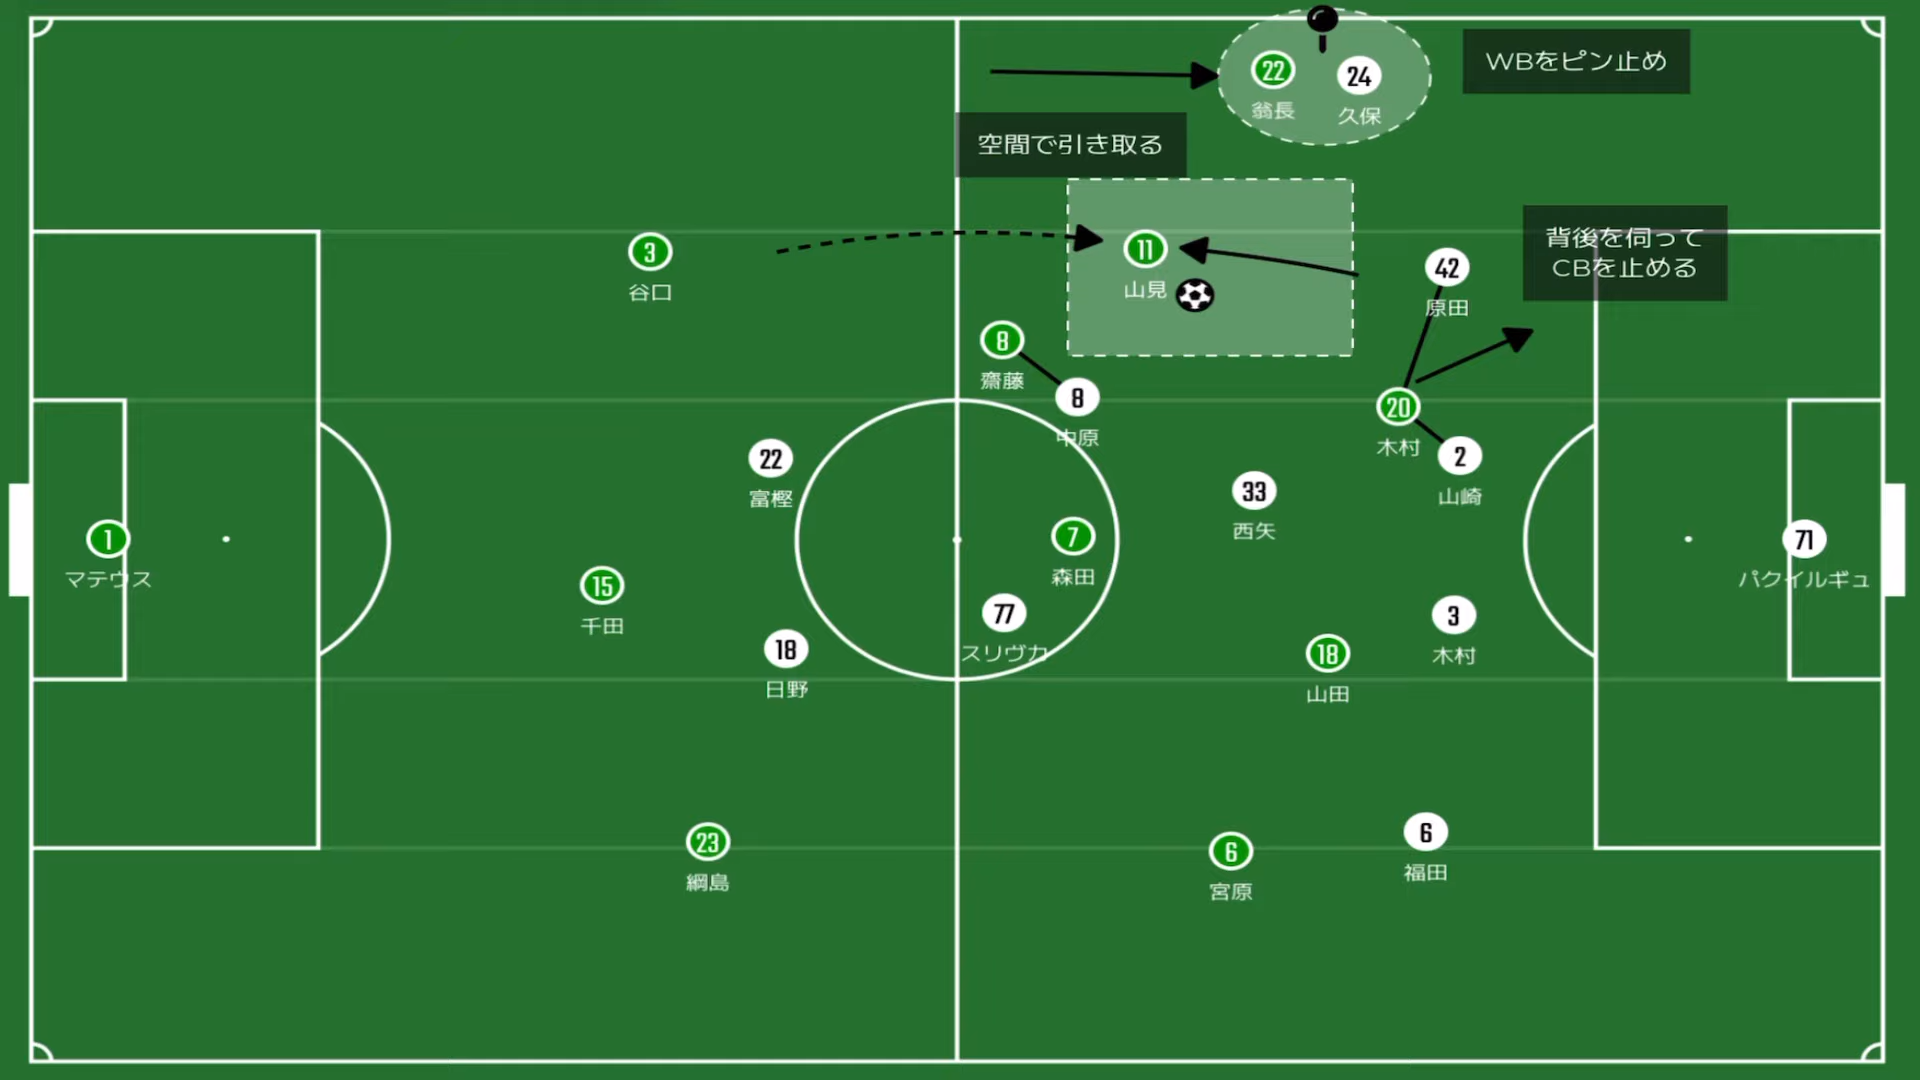 22
翁長
24
久保
WBをピン止め
空間で引き取る
3
谷口
11
山見
42
原田
背後を伺って
CBを止める
8
齋藤
8
中原
20
木村
2
山崎
22
富樫
33
西矢
1
マテウス
7
森田
71
パクイルギュ
15
千田
77
スリヴカ
18
日野
18
山田
3
木村
23
綱島
6
宮原
6
福田